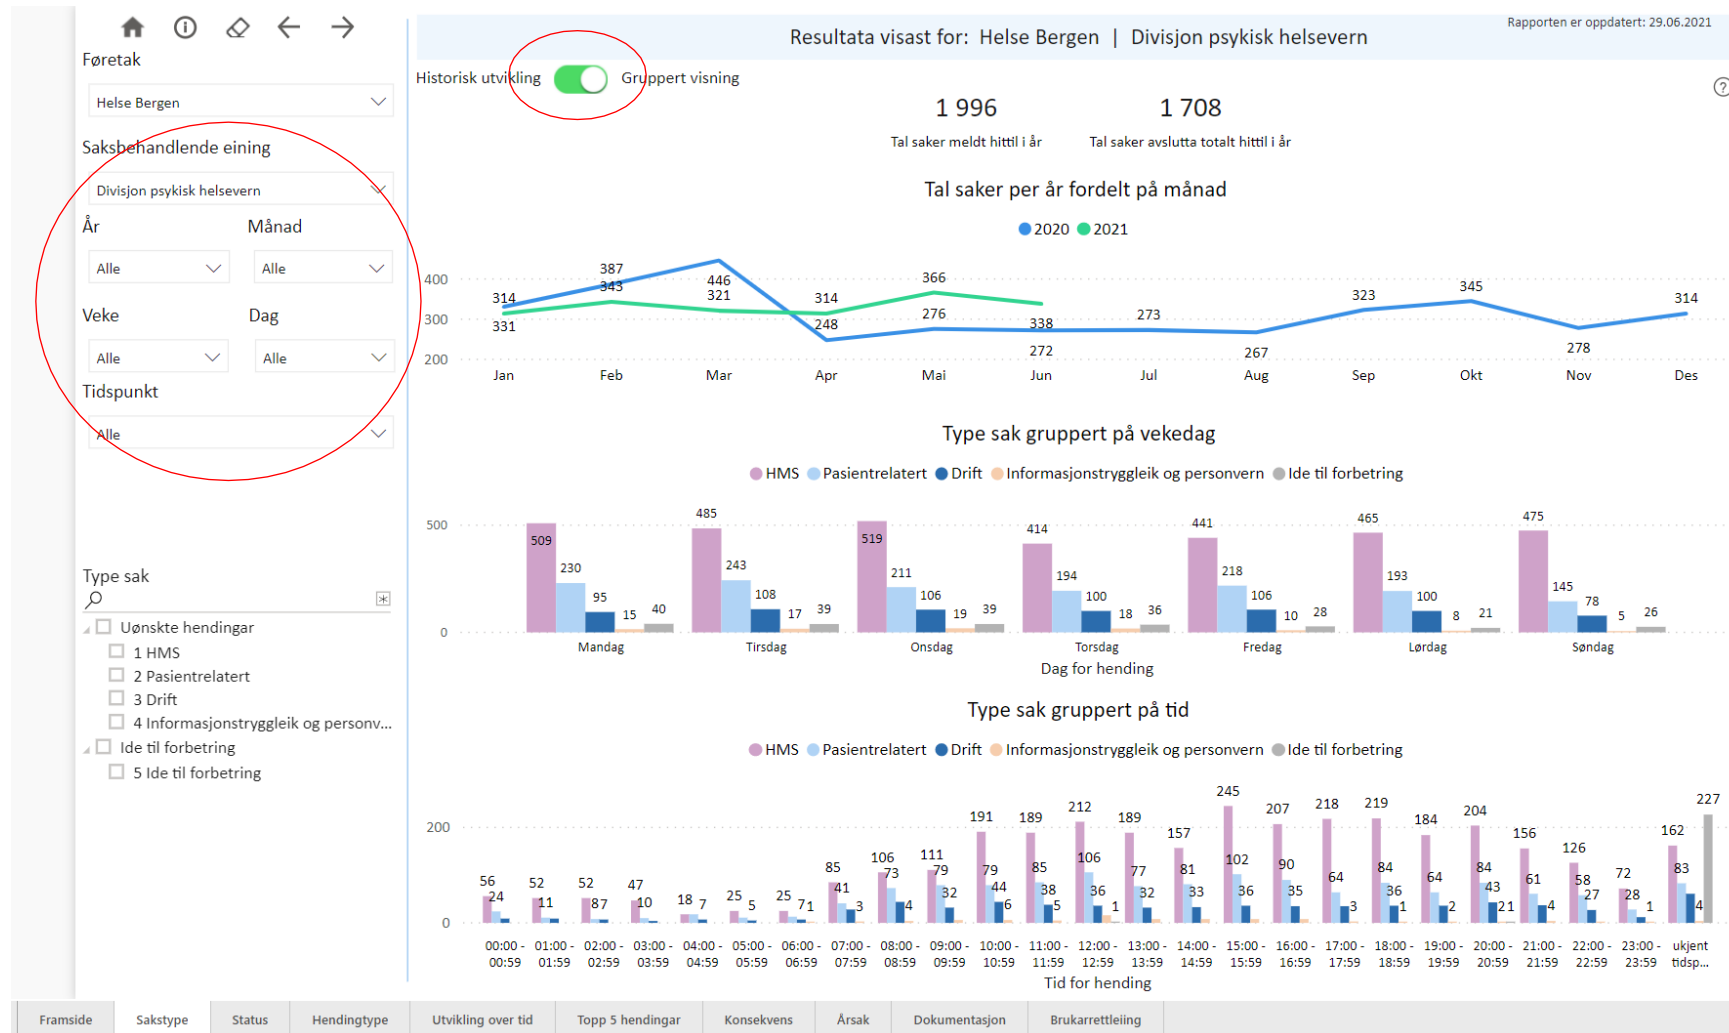 Rapporten er oppdatert: 29.06.2021
Resultata visast for: Helse Bergen | Divisjon psykisk helsevern
Føretak
Helse Bergen
Saksbehandlende eining
Divisjon psykisk helsevern
År Månad
Alle Alle
Veke Dag
Alle Alle
Tidspunkt
Alle
Type sak
Uønskte hendingar
1 HMS
2 Pasientrelatert
3 Drift
4 Informasjonstryggleik og personv...
Ide til forbetring
5 Ide til forbetring
Historisk utvikling Gruppert visning
1 996 1 708
Tal saker meldt hittil i år Tal saker avslutta totalt hittil i år
Tal saker per år fordelt på månad
2020 2021
400
300
200
387 446 366 323 345 314
314 343 321 314 276 338 273
331 248 272 267 278
Jan Feb Mar Apr Mai Jun Jul Aug Sep Okt Nov Des
Type sak gruppert på vekedag
HMS Pasientrelatert Drift Informasjonstryggleik og personvern Ide til forbetring
500
0
509 230 95 15 40
485 243 108 17 39
519 211 106 19 39
414 194 100 18 36
441 218 106 10 28
465 193 100 8 21
475 145 78 5 26
Mandag Tirsdag Onsdag Torsdag Fredag Lørdag Søndag
Dag for hending
Type sak gruppert på tid
HMS Pasientrelatert Drift Informasjonstryggleik og personvern Ide til forbetring
200
0
56 24
52 11
52 87
47 10
18 7
25 5
25 71
85 41 3
106 73 4
111 79 32
191 79 44 6
189 85 38 5
212 106 36 1
189 77 32
157 81 33
245 102 36
207 90 35
218 64 3
219 84 36 1
184 64 2
204 84 43 21
156 61 4
126 58 27
72 28 1
162 83 4 227
00:00 - 01:00 - 02:00 - 03:00 - 04:00 - 05:00 - 06:00 - 07:00 - 08:00 - 09:00 - 10:00 - 11:00 - 12:00 - 13:00 - 14:00 - 15:00 - 16:00 - 17:00 - 18:00 - 19:00 - 20:00 - 21:00 - 22:00 - 23:00 - ukjent
00:59 01:59 02:59 03:59 04:59 05:59 06:59 07:59 08:59 09:59 10:59 11:59 12:59 13:59 14:59 15:59 16:59 17:59 18:59 19:59 20:59 21:59 22:59 23:59 tidsp...
Tid for hending
Framside Sakstype Status Hendingtype Utvikling over tid Topp 5 hendingar Konsekvens Årsak Dokumentasjon Brukarrettleiing